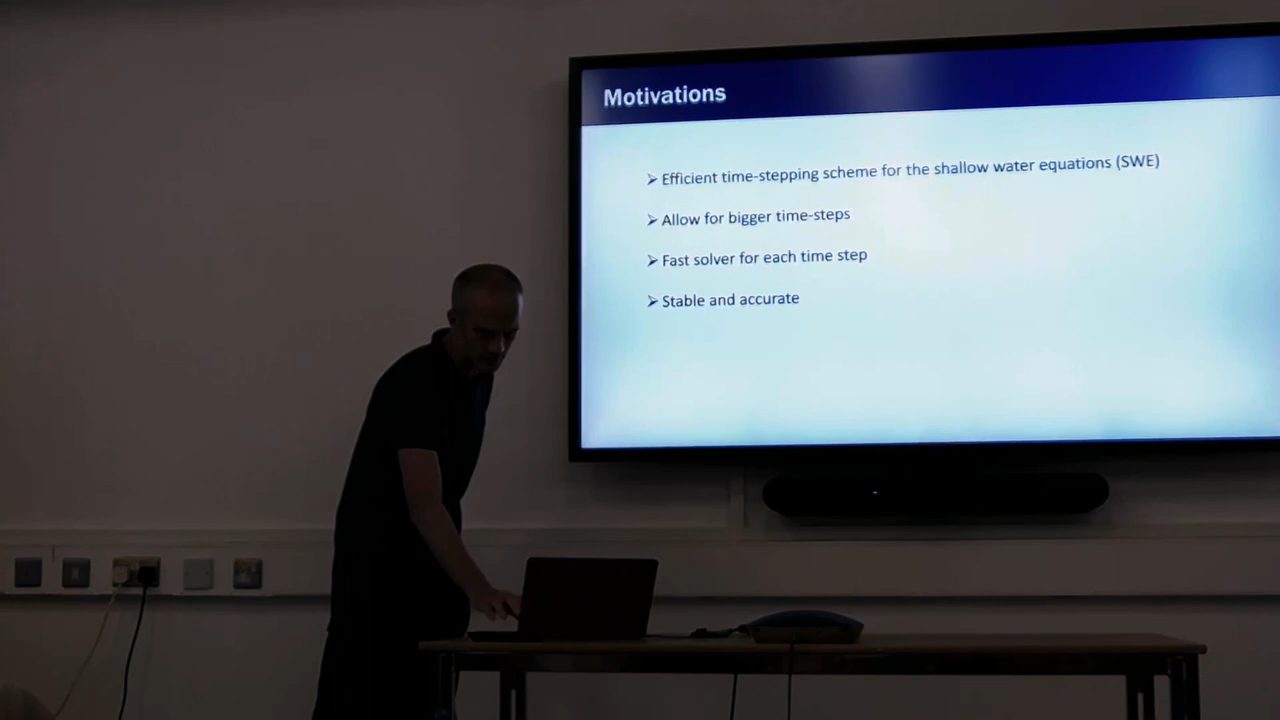 Motivations
➢ Efficient time-stepping scheme for the shallow water equations (SWE)
➢ Allow for bigger time-steps
➢ Fast solver for each time step
➢ Stable and accurate